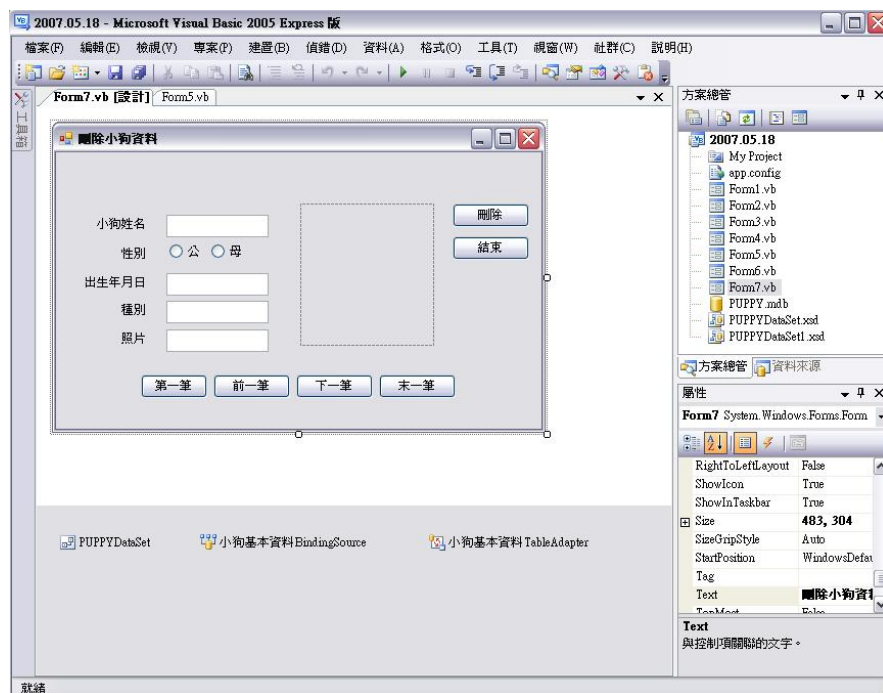 2007.05.18 - Microsoft Visual Basic 2005 Express 版
檔案(F) 編輯(E) 檢視(V) 專案(P) 建置(B) 偵錯(D) 資料(A) 格式(O) 工具(T) 視窗(W) 社群(C) 說明(H)
工具箱
Form7.vb [設計] Form5.vb
刪除小狗資料
小狗姓名
性別 公 母
出生年月日
種別
照片
刪除
結束
第一筆 前一筆 下一筆 末一筆
PUPPYDataSet 小狗基本資料BindingSource 小狗基本資料TableAdapter
方案總管
2007.05.18
My Project
app.config
Form1.vb
Form2.vb
Form3.vb
Form4.vb
Form5.vb
Form6.vb
Form7.vb
PUPPY.mdb
PUPPYDataSet.xsd
PUPPYDataSet1.xsd
方案總管 資料來源
屬性
Form7 System.Windows.Forms.Form
RightToLeftLayout False
ShowIcon True
ShowInTaskbar True
Size 483, 304
SizeGripStyle Auto
StartPosition WindowsDefau
Tag
Text 刪除小狗資料
TopMost False
Text
與控制項關聯的文字。
就緒